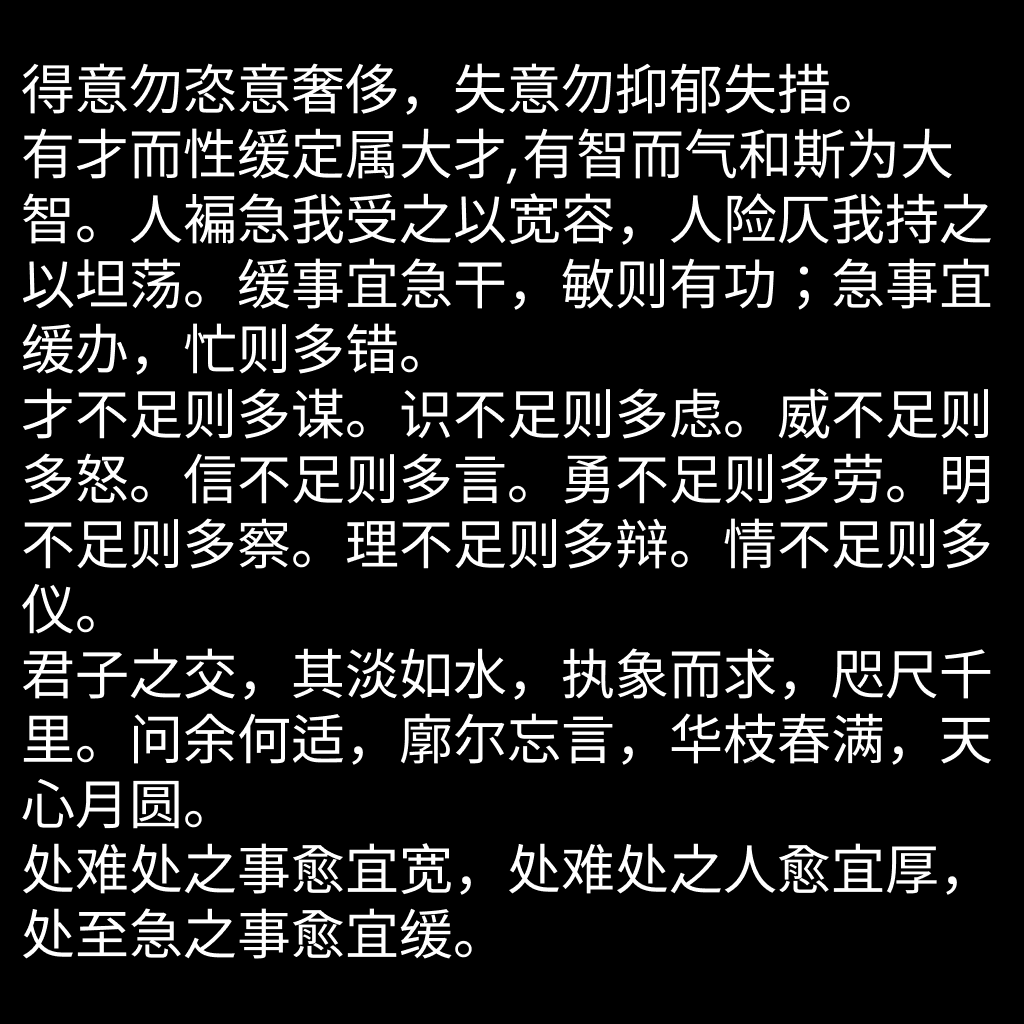 得意勿恣意奢侈，失意勿抑郁失措。
有才而性缓定属大才,有智而气和斯为大
智。人褊急我受之以宽容，人险仄我持之
以坦荡。缓事宜急干，敏则有功；急事宜
缓办，忙则多错。
才不足则多谋。识不足则多虑。威不足则
多怒。信不足则多言。勇不足则多劳。明
不足则多察。理不足则多辩。情不足则多
仪。
君子之交，其淡如水，执象而求，咫尺千
里。问余何适，廓尔忘言，华枝春满，天
心月圆。
处难处之事愈宜宽，处难处之人愈宜厚，
处至急之事愈宜缓。